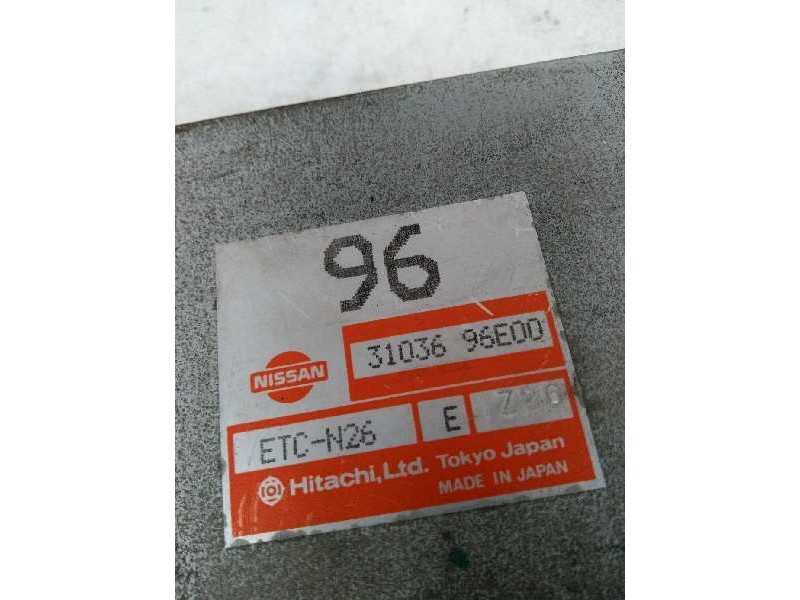 96
31036 96E00
NISSAN
ETC-N26 E
Hitachi, Ltd. Tokyo Japan
MADE IN JAPAN